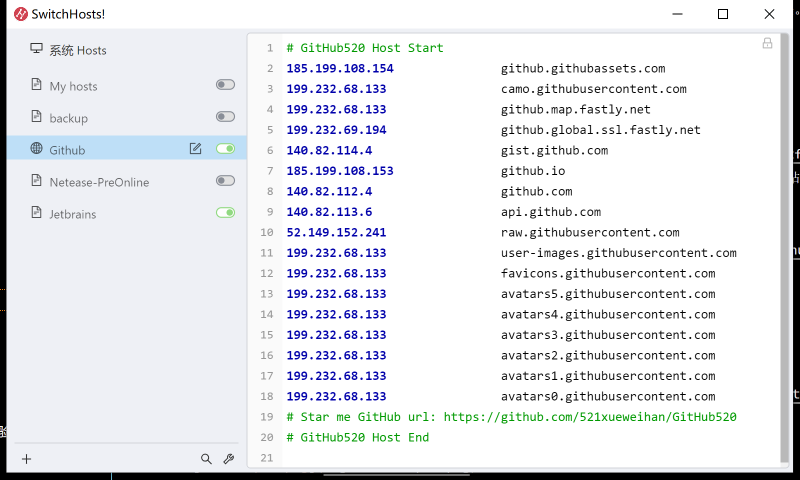 SwitchHosts!
系统 Hosts
My hosts
backup
Github
Netease-PreOnline
Jetbrains
1 # GitHub520 Host Start
2 185.199.108.154 github.githubassets.com
3 199.232.68.133 camo.githubusercontent.com
4 199.232.68.133 github.map.fastly.net
5 199.232.69.194 github.global.ssl.fastly.net
6 140.82.114.4 gist.github.com
7 185.199.108.153 github.io
8 140.82.112.4 github.com
9 140.82.113.6 api.github.com
10 52.149.152.241 raw.githubusercontent.com
11 199.232.68.133 user-images.githubusercontent.com
12 199.232.68.133 favicons.githubusercontent.com
13 199.232.68.133 avatars5.githubusercontent.com
14 199.232.68.133 avatars4.githubusercontent.com
15 199.232.68.133 avatars3.githubusercontent.com
16 199.232.68.133 avatars2.githubusercontent.com
17 199.232.68.133 avatars1.githubusercontent.com
18 199.232.68.133 avatars0.githubusercontent.com
19 # Star me GitHub url: https://github.com/521xueweihan/GitHub520
20 # GitHub520 Host End
21